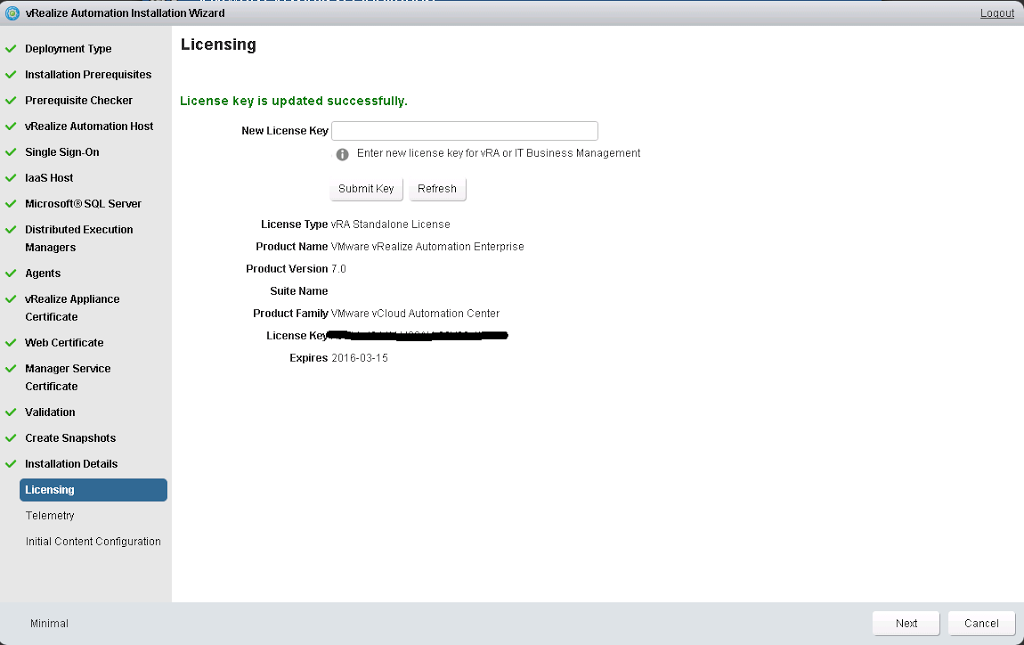 vRealize Automation Installation Wizard
Logout
Deployment Type
Installation Prerequisites
Prerequisite Checker
vRealize Automation Host
Single Sign-On
IaaS Host
Microsoft® SQL Server
Distributed Execution
Managers
Agents
vRealize Appliance
Certificate
Web Certificate
Manager Service
Certificate
Validation
Create Snapshots
Installation Details
Licensing
Telemetry
Initial Content Configuration
Licensing
License key is updated successfully.
New License Key
Enter new license key for vRA or IT Business Management
Submit Key Refresh
License Type vRA Standalone License
Product Name VMware vRealize Automation Enterprise
Product Version 7.0
Suite Name
Product Family VMware vCloud Automation Center
License Key
Expires 2016-03-15
Minimal
Next Cancel